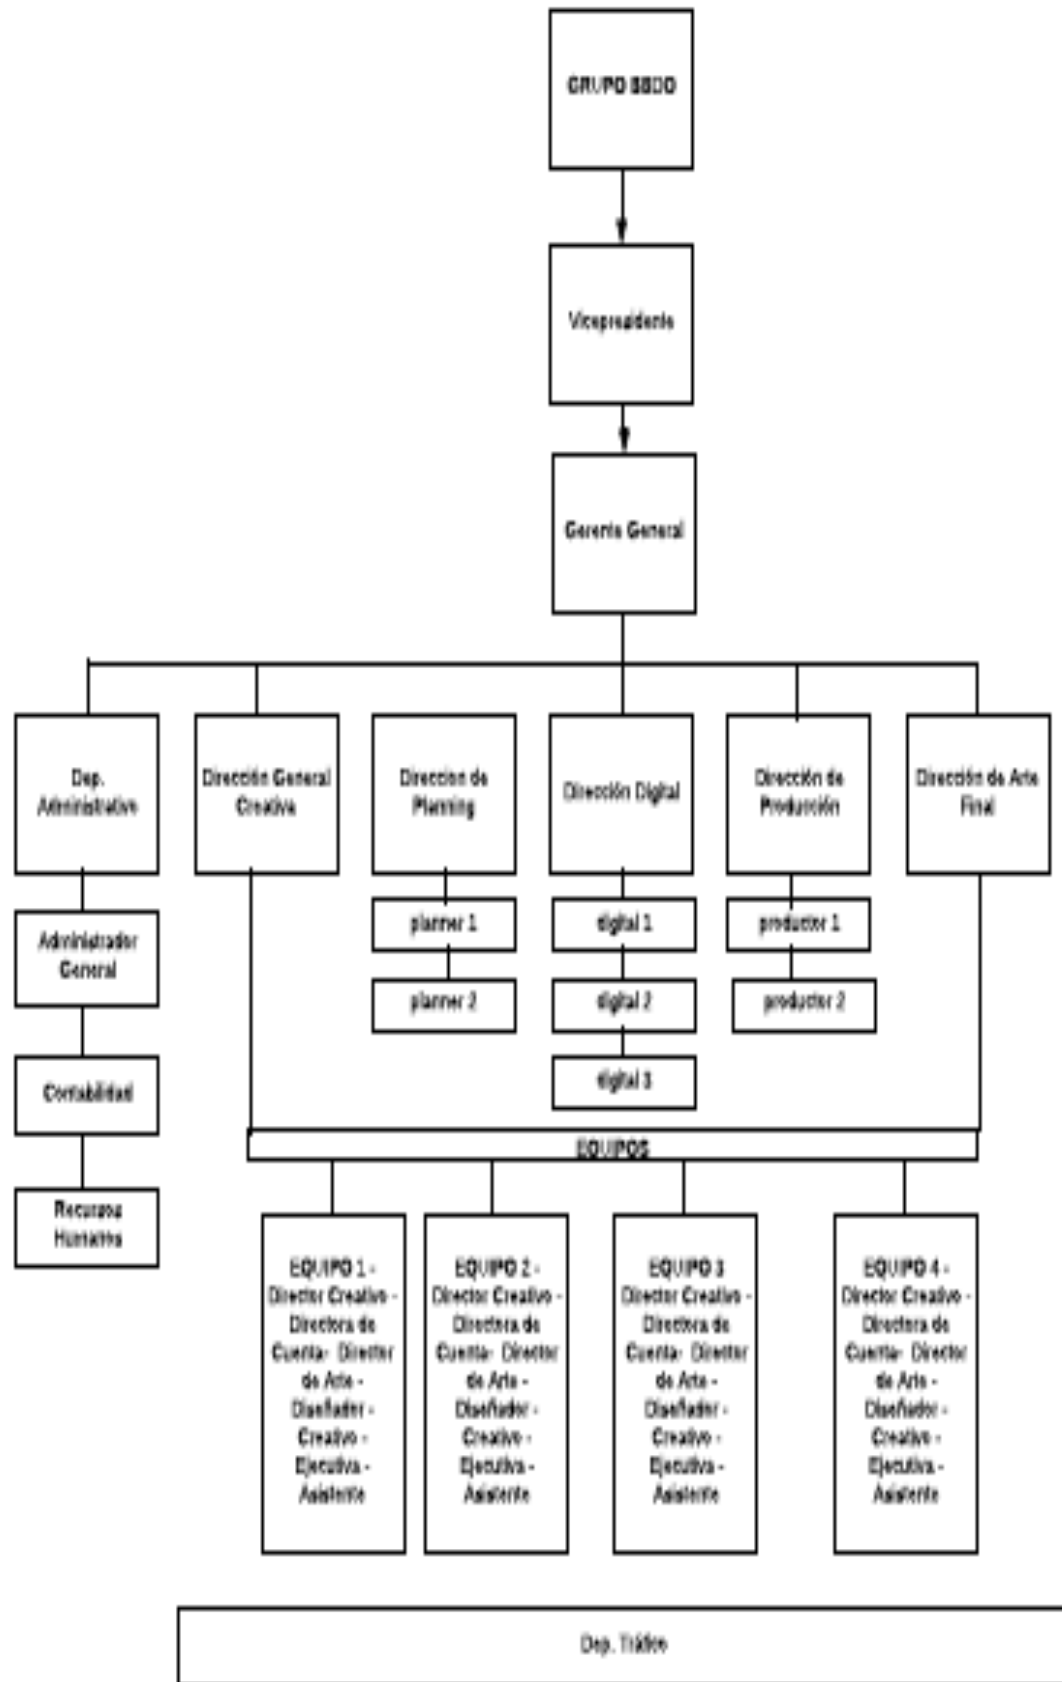 GRUPO BBDO
Vicepresidente
Gerente General
Dep.
Administrativo
Dirección General
Creativa
Direccion de
Planning
Dirección Digital
Dirección de
Producción
Dirección de Arte
Final
Administrador
General
planner 1
digital 1
productor 1
planner 2
digital 2
productor 2
Contabilidad
digital 3
EQUIPOS
Recursos
Humanos
EQUIPO 1 -
Director Creativo -
Directora de
Cuenta- Director
de Arte -
Diseñador -
Creativo -
Ejecutiva -
Asistente
EQUIPO 2 -
Director Creativo -
Directora de
Cuenta- Director
de Arte -
Diseñador -
Creativo -
Ejecutiva -
Asistente
EQUIPO 3
Director Creativo -
Directora de
Cuenta- Director
de Arte -
Diseñador -
Creativo -
Ejecutiva -
Asistente
EQUIPO 4 -
Director Creativo -
Directora de
Cuenta- Director
de Arte -
Diseñador -
Creativo -
Ejecutiva -
Asistente
Dep. Tráfico